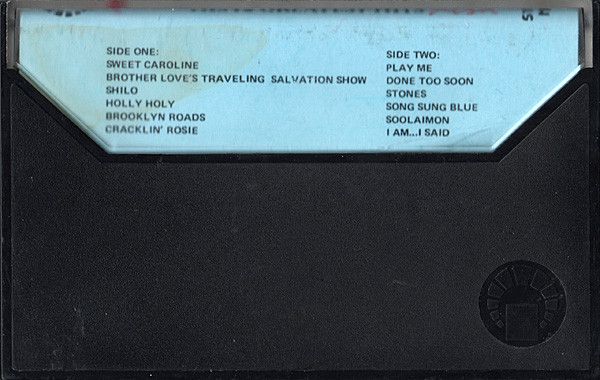 SIDE ONE:
SWEET CAROLINE
BROTHER LOVE'S TRAVELING SALVATION SHOW
SHILO
HOLLY HOLY
BROOKLYN ROADS
CRACKLIN' ROSIE
SIDE TWO:
PLAY ME
DONE TOO SOON
STONES
SONG SUNG BLUE
SOOLAIMON
I AM...I SAID